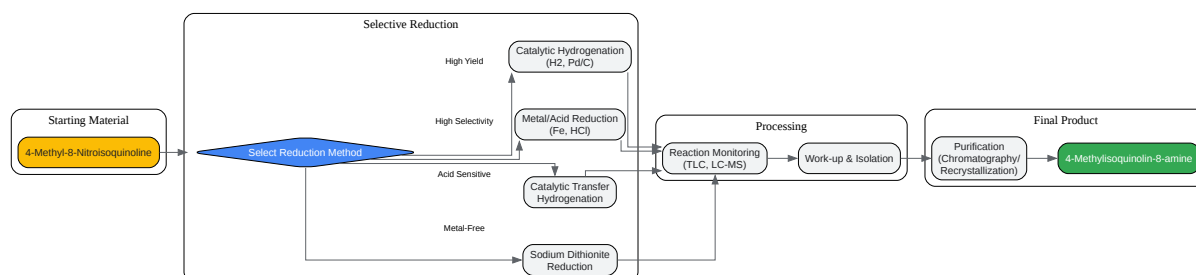 Selective Reduction
Catalytic Hydrogenation
(H2, Pd/C)
High Yield
Starting Material
4-Methyl-8-Nitroisoquinoline
Select Reduction Method
High Selectivity
Metal/Acid Reduction
(Fe, HCl)
Acid Sensitive
Catalytic Transfer
Hydrogenation
Metal-Free
Sodium Dithionite
Reduction
Processing
Reaction Monitoring
(TLC, LC-MS)
Work-up & Isolation
Final Product
Purification
(Chromatography/
Recrystallization)
4-Methylisoquinolin-8-amine